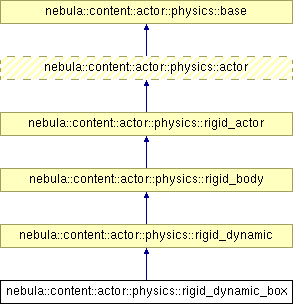 nebula::content::actor::physics::base
nebula::content::actor::physics::actor
nebula::content::actor::physics::rigid_actor
nebula::content::actor::physics::rigid_body
nebula::content::actor::physics::rigid_dynamic
nebula::content::actor::physics::rigid_dynamic_box